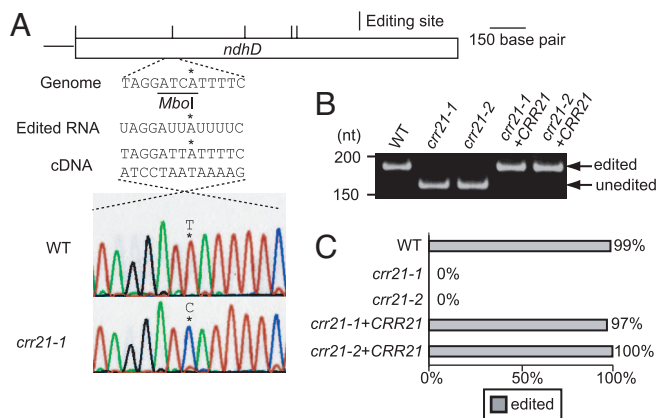 A
Editing site
ndhD
150 base pair
Genome
TAGGATCATTTTC
*
MboI
Edited RNA
*
UAGGAUUAUUUUC
cDNA
*
TAGGATTATTTTC
ATCCTAATAAAAG
WT
T
*
crr21-1
C
*
B
(nt)
WT
crr21-1
crr21-2
crr21-1
+CRR21
crr21-2
+CRR21
200
150
edited
unedited
C
WT
99%
crr21-1
0%
crr21-2
0%
crr21-1+CRR21
97%
crr21-2+CRR21
100%
0%
50%
100%
edited